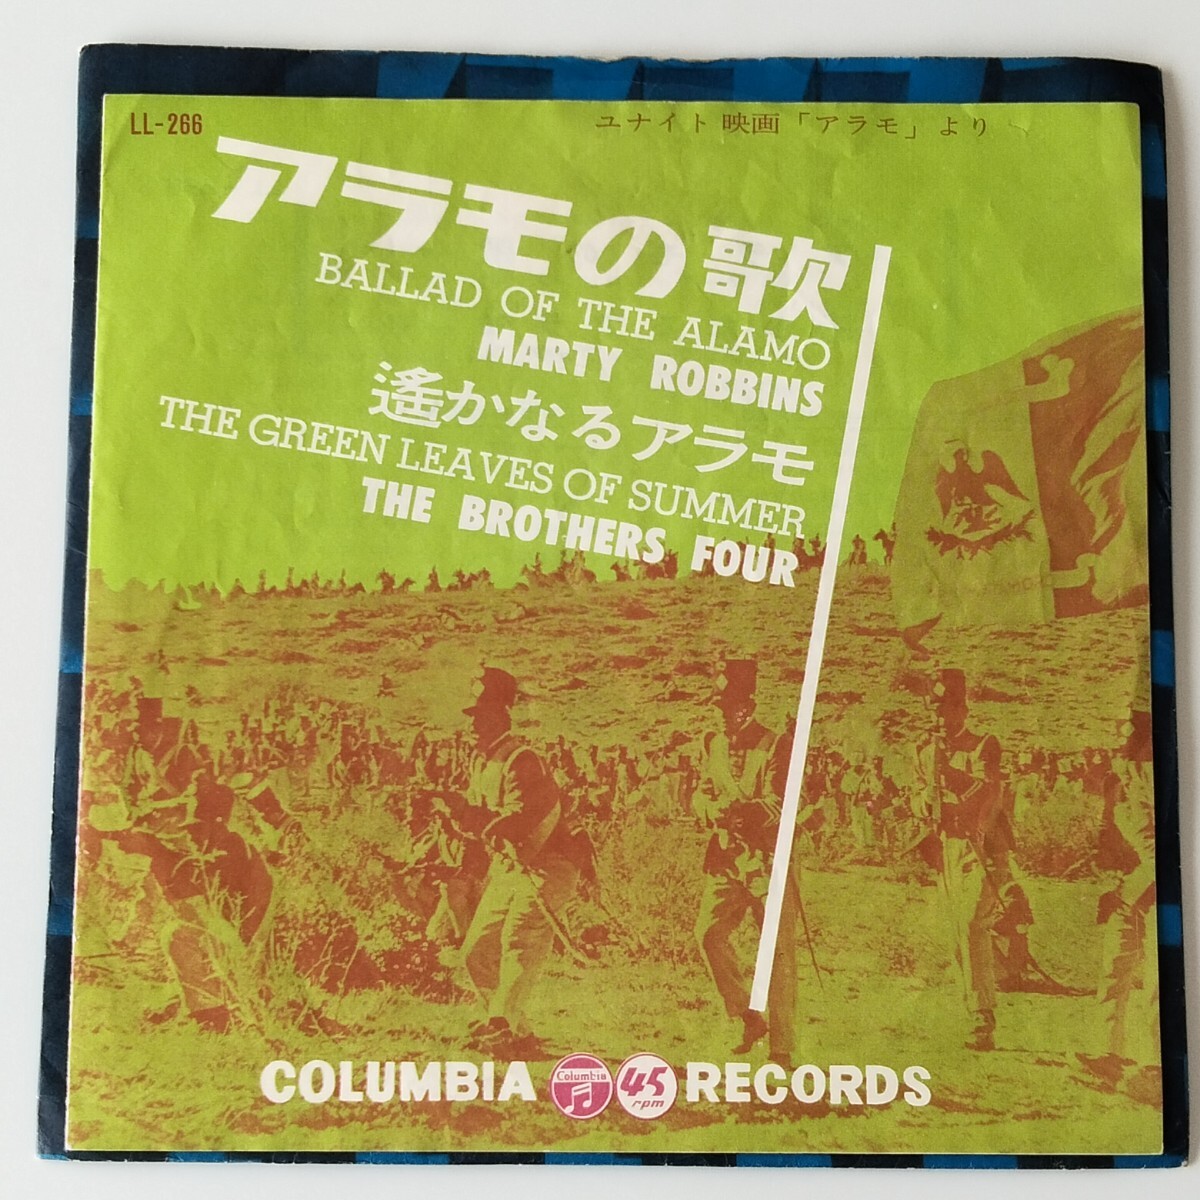 LL-266
ユナイト映画「アラモ」より
アラモの歌
BALLAD OF THE ALAMO
MARTY ROBBINS
遙かなるアラモ
THE GREEN LEAVES OF SUMMER
THE BROTHERS FOUR
COLUMBIA Columbia 45 rpm RECORDS